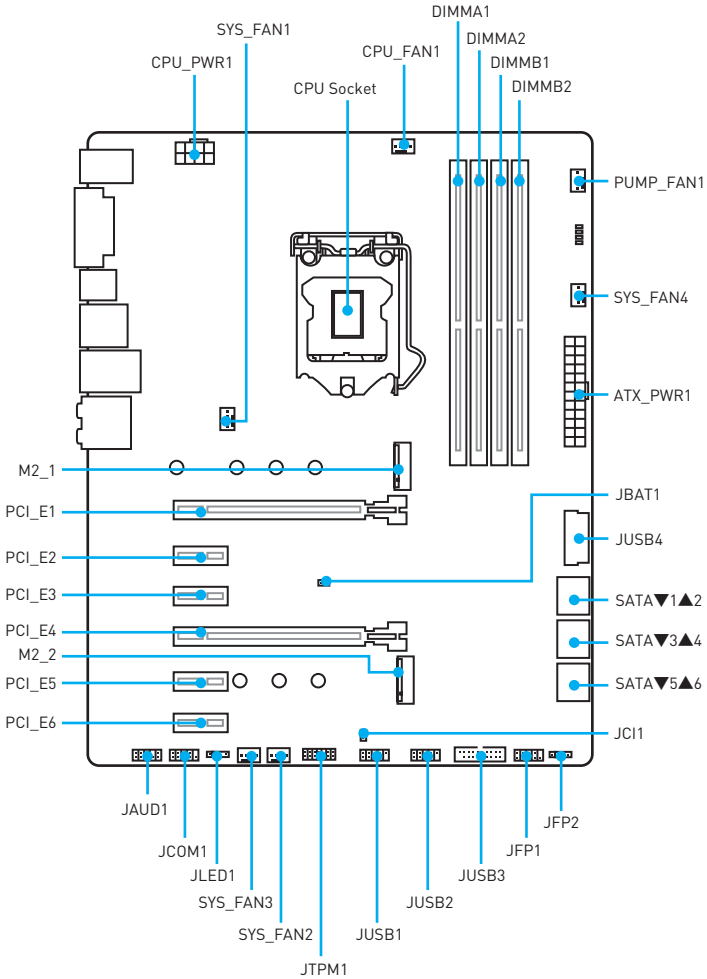 DIMMA1
SYS_FAN1
DIMMA2
CPU_FAN1
CPU_PWR1
DIMMB1
CPU Socket
DIMMB2
PUMP_FAN1
SYS_FAN4
ATX_PWR1
M2_1
JBAT1
PCI_E1
JUSB4
PCI_E2
PCI_E3
SATA▼1▲2
PCI_E4
SATA▼3▲4
M2_2
PCI_E5
SATA▼5▲6
PCI_E6
JCI1
JAUD1
JFP2
JCOM1
JFP1
JLED1
JUSB3
SYS_FAN3
JUSB2
SYS_FAN2
JUSB1
JTPM1